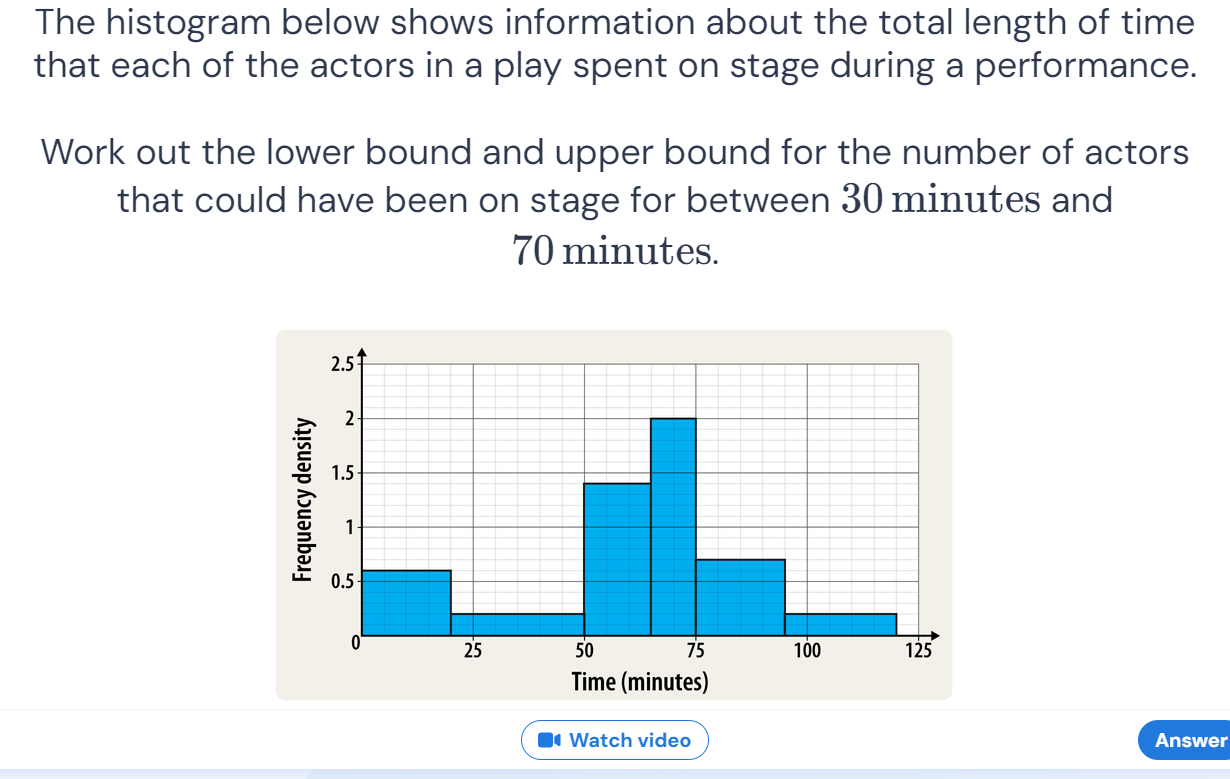 The histogram below shows information about the total length of time
that each of the actors in a play spent on stage during a performance.
Work out the lower bound and upper bound for the number of actors
that could have been on stage for between 30 minutes and
70 minutes.
2.5
2
1.5
1
0.5
0
25
50
75
100
125
Frequency density
Time (minutes)
Watch video
Answer